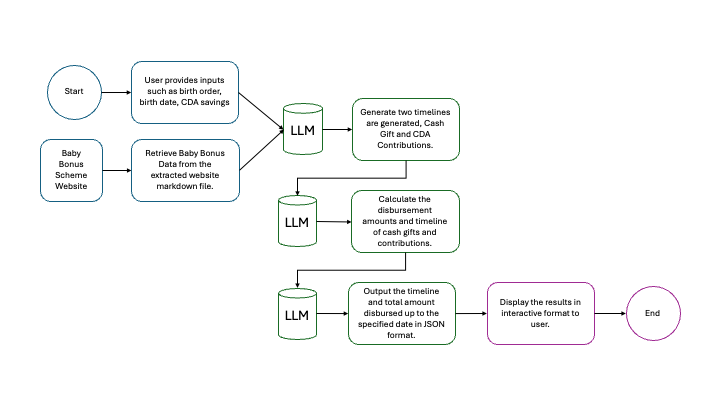 Start
User provides inputs
such as birth order,
birth date, CDA savings
Baby
Bonus
Scheme
Website
Retrieve Baby Bonus
Data from the
extracted website
markdown file.
LLM
Generate two timelines
are generated, Cash
Gift and CDA
Contributions.
LLM
Calculate the
disbursement
amounts and timeline
of cash gifts and
contributions.
LLM
Output the timeline
and total amount
disbursed up to the
specified date in JSON
format.
Display the results in
interactive format to
user.
End